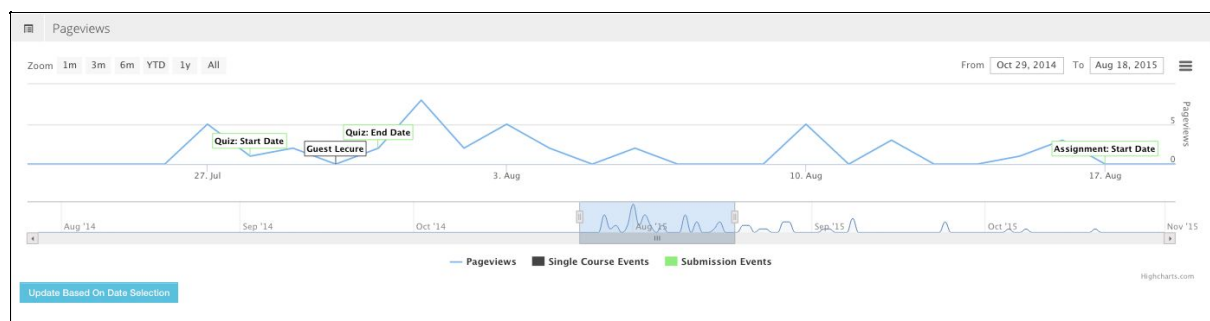 Pageviews
Zoom 1m 3m 6m YTD 1y All From Oct 29, 2014 To Aug 18, 2015
Pageviews
5
0
Quiz: Start Date
Guest Lecure
Quiz: End Date
Assignment: Start Date
27. Jul 3. Aug 10. Aug 17. Aug
Aug '14 Sep '14 Oct '14 Aug '15 Sep '15 Oct '15 Nov '15
Pageviews Single Course Events Submission Events
Highcharts.com
Update Based On Date Selection